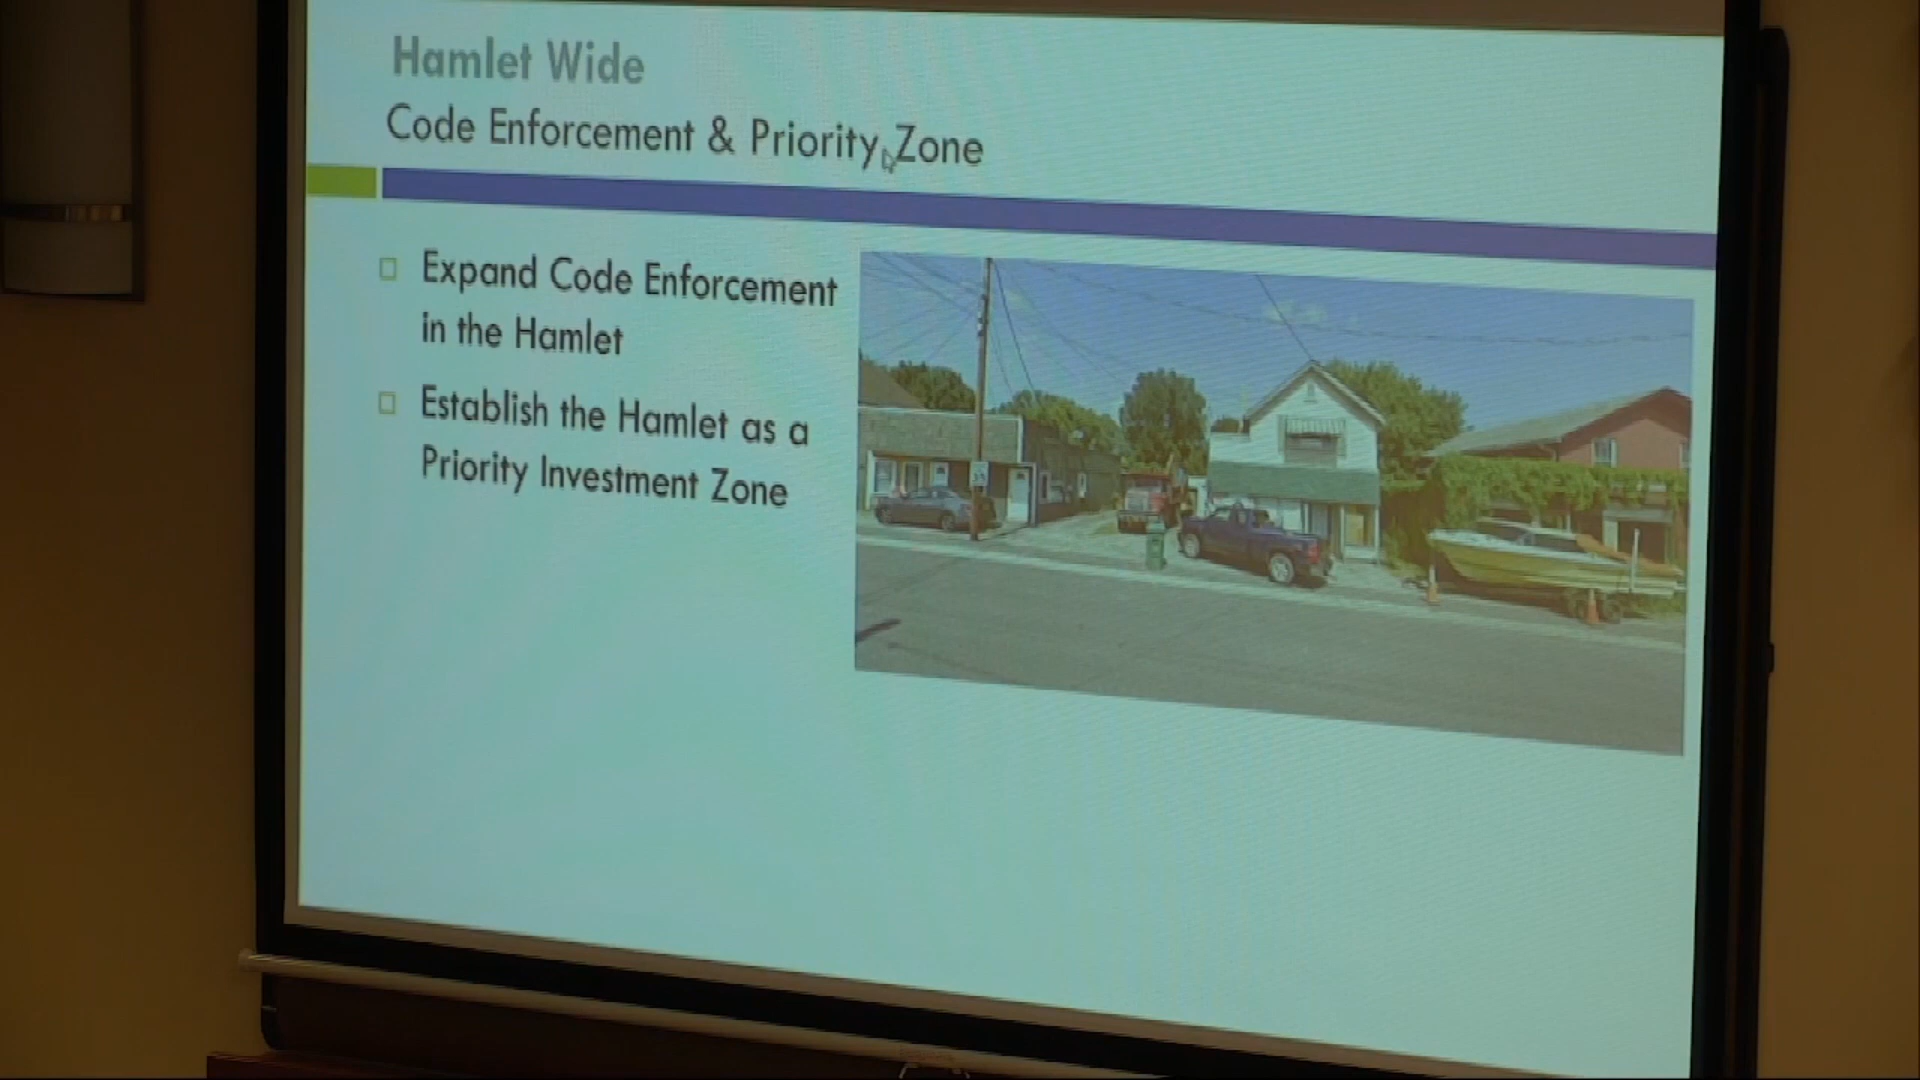 Hamlet Wide
Code Enforcement & Priority Zone
Expand Code Enforcement
in the Hamlet
Establish the Hamlet as a
Priority Investment Zone